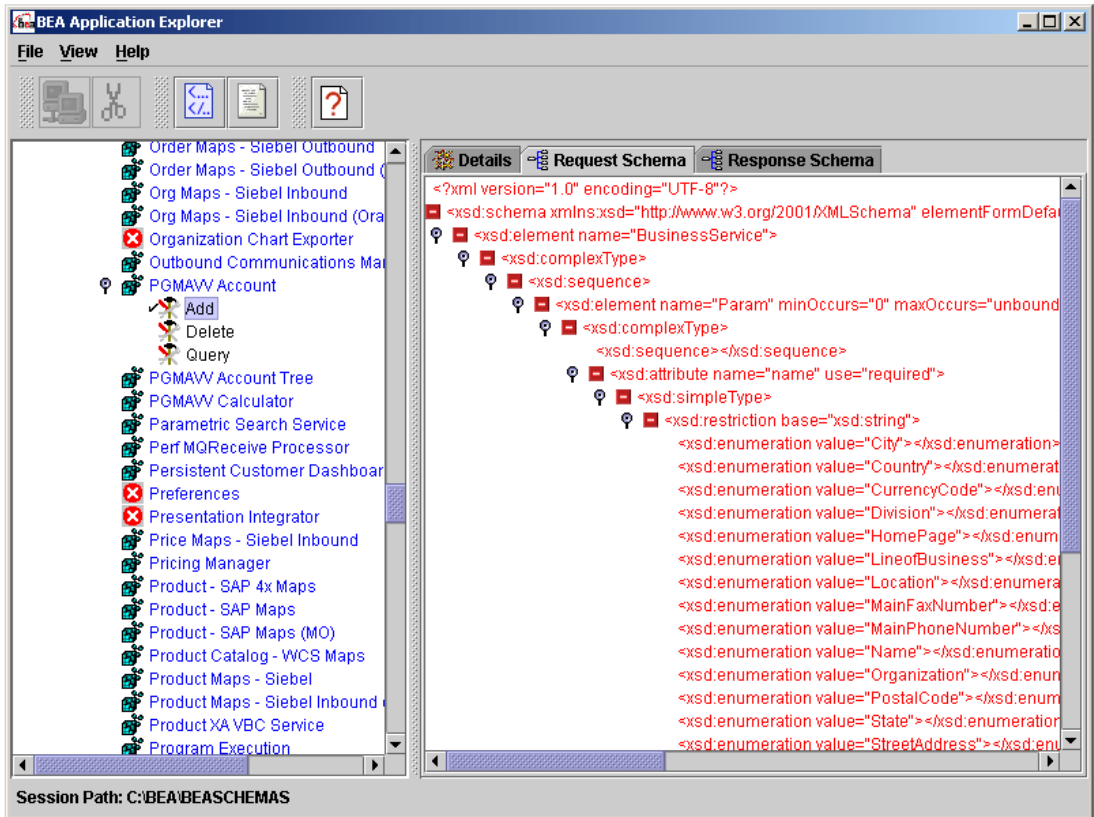 BEA Application Explorer
File View Help
Order Maps - Siebel Outbound
Order Maps - Siebel Outbound (
Org Maps - Siebel Inbound
Org Maps - Siebel Inbound (Ora
Organization Chart Exporter
Outbound Communications Ma
PGMAVV Account
Add
Delete
Query
PGMAVV Account Tree
PGMAVV Calculator
Parametric Search Service
Perf MQReceive Processor
Persistent Customer Dashboar
Preferences
Presentation Integrator
Price Maps - Siebel Inbound
Pricing Manager
Product - SAP 4x Maps
Product - SAP Maps
Product - SAP Maps (MO)
Product Catalog - WCS Maps
Product Maps - Siebel
Product Maps - Siebel Inbound
Product XA VBC Service
Program Execution
Details Request Schema Response Schema
<?xml version="1.0" encoding="UTF-8"?>
<xsd:schema xmlns:xsd="http://www.w3.org/2001/XMLSchema" elementFormDefau
<xsd:element name="BusinessService">
<xsd:complexType>
<xsd:sequence>
<xsd:element name="Param" minOccurs="0" maxOccurs="unbound
<xsd:complexType>
<xsd:sequence></xsd:sequence>
<xsd:attribute name="name" use="required">
<xsd:simpleType>
<xsd:restriction base="xsd:string">
<xsd:enumeration value="City"></xsd:enumeration>
<xsd:enumeration value="Country"></xsd:enumerat
<xsd:enumeration value="CurrencyCode"></xsd:enu
<xsd:enumeration value="Division"></xsd:enumerat
<xsd:enumeration value="HomePage"></xsd:enum
<xsd:enumeration value="LineofBusiness"></xsd:e
<xsd:enumeration value="Location"></xsd:enumera
<xsd:enumeration value="MainFaxNumber"></xsd:e
<xsd:enumeration value="MainPhoneNumber"></xs
<xsd:enumeration value="Name"></xsd:enumeratio
<xsd:enumeration value="Organization"></xsd:enun
<xsd:enumeration value="PostalCode"></xsd:enum
<xsd:enumeration value="State"></xsd:enumeration
<xsd:enumeration value="StreetAddress"></xsd:enu
Session Path: C:\BEA\BEASCHEMAS